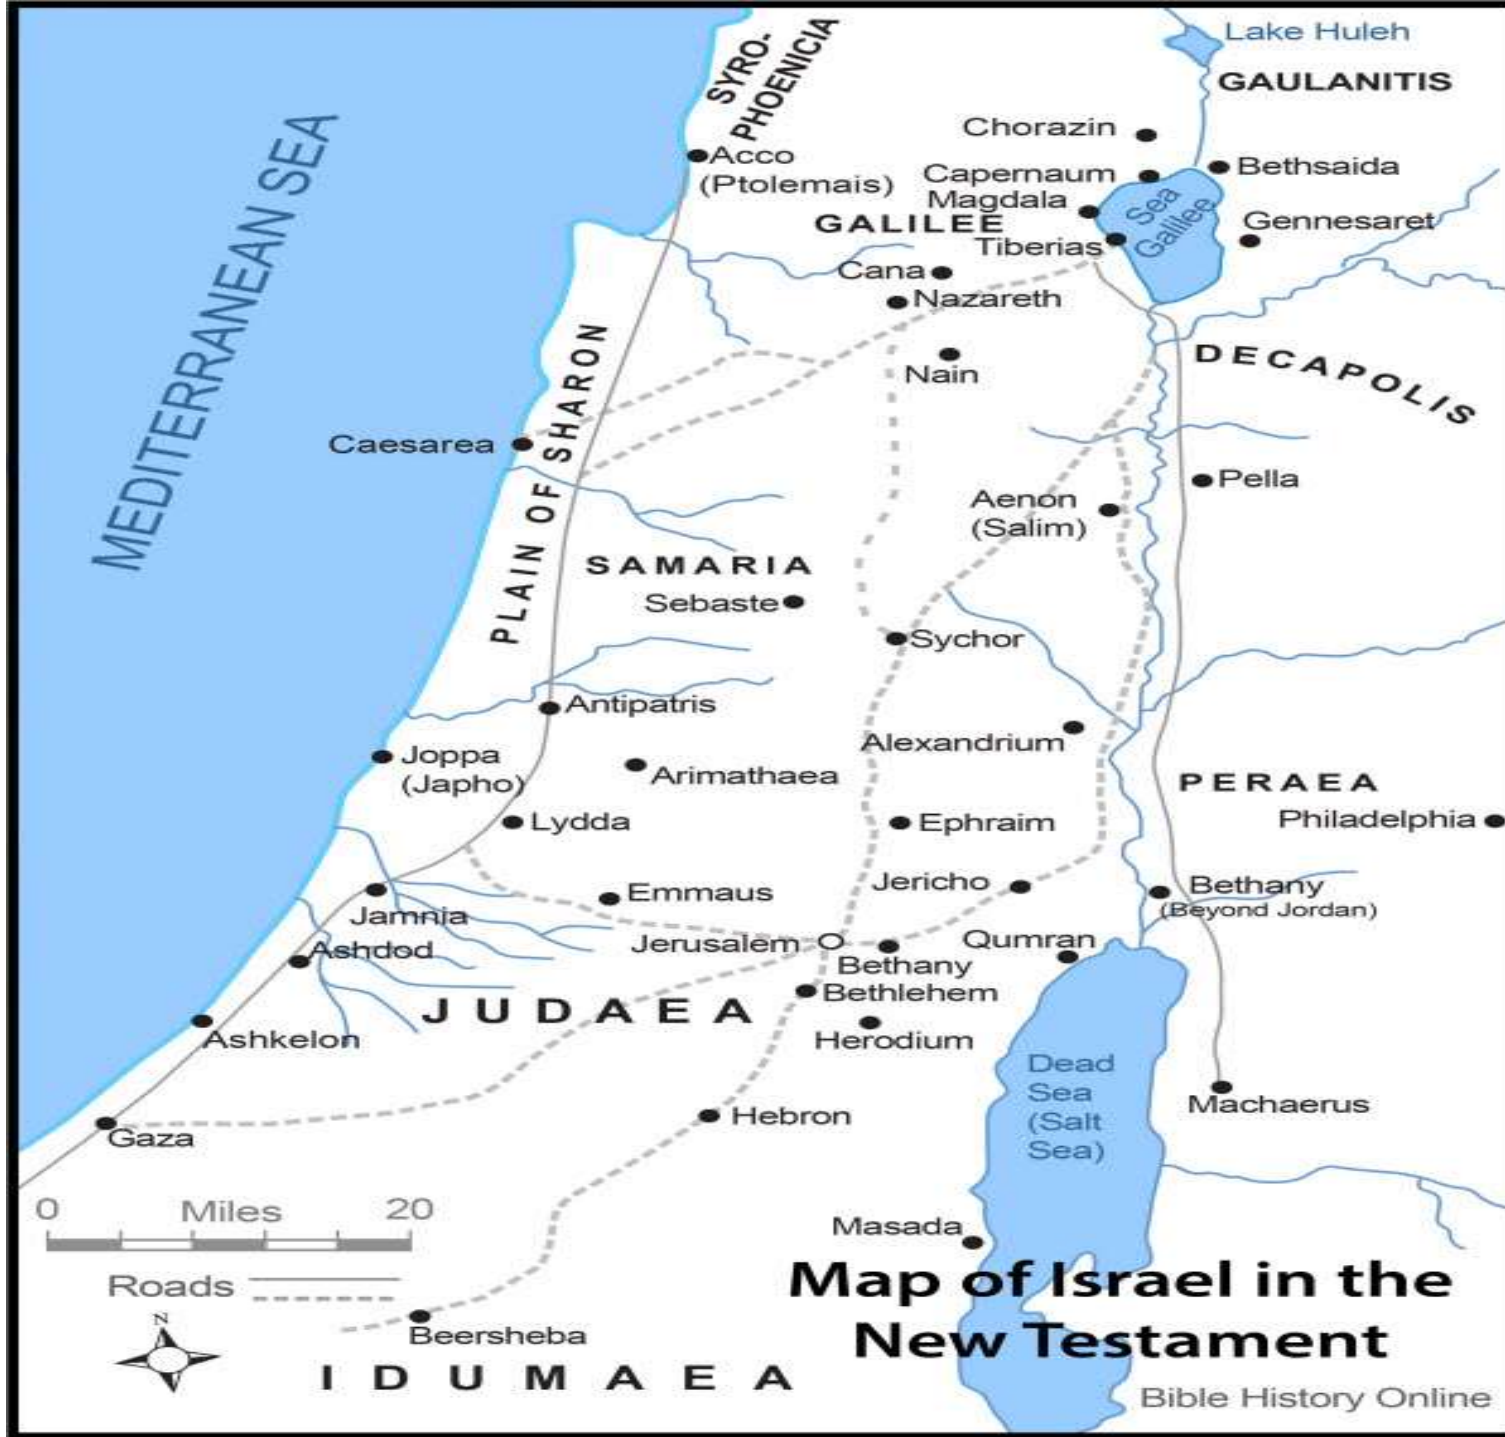 Lake Huleh
SYRO-
PHOENICIA
GAULANITIS
MEDITERRANEAN SEA
Chorazin
Acco
(Ptolemais)
Capernaum
Bethsaida
Magdala
Sea
Galilee
GALILEE
Gennesaret
Tiberias
Cana
Nazareth
DECAPOLIS
Nain
PLAIN OF SHARON
Caesarea
Pella
Aenon
(Salim)
SAMARIA
Sebaste
Sychor
Antipatris
Alexandrium
Joppa
(Japho)
Arimathaea
PERAEA
Philadelphia
Lydda
Ephraim
Jericho
Bethany
(Beyond Jordan)
Emmaus
Jamnia
Jerusalem
Qumran
Ashdod
Bethany
Bethlehem
JUDAEA
Ashkelon
Herodium
Dead
Sea
(Salt
Sea)
Machaerus
Hebron
Gaza
0 Miles 20
Masada
Roads
Map of Israel in the
New Testament
N
Beersheba
IDUMAEA
Bible History Online